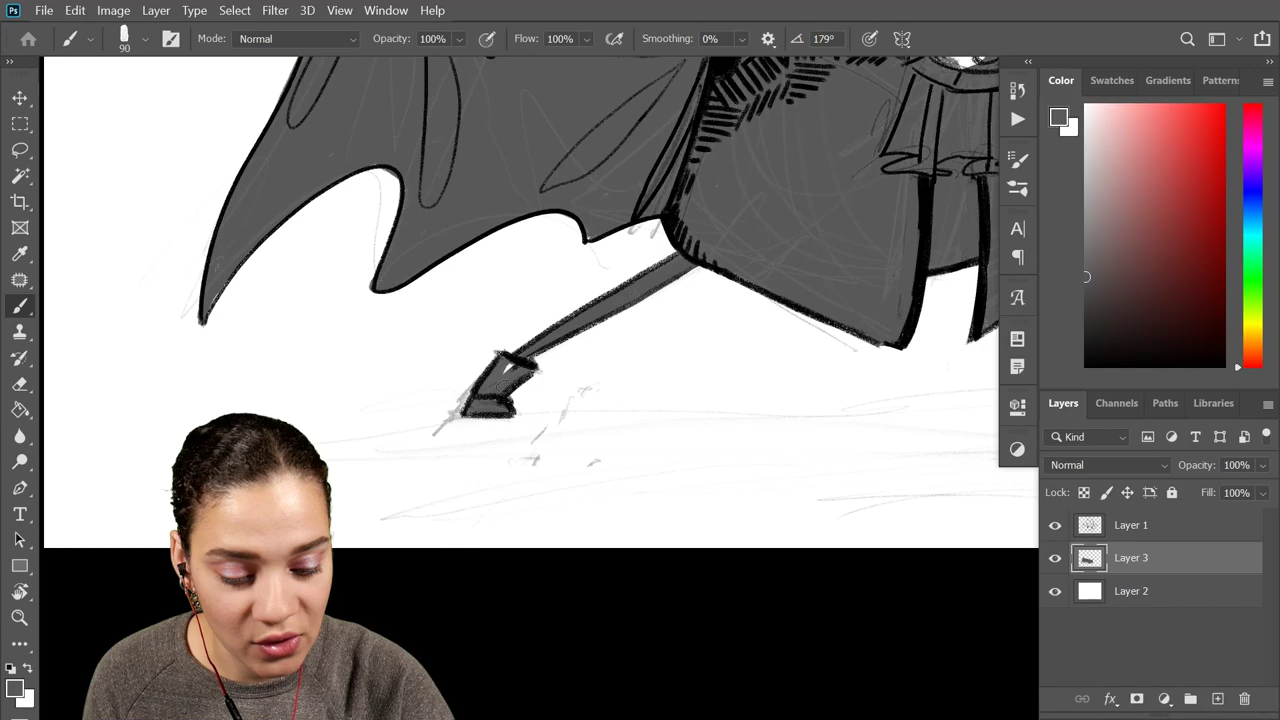 Ps File Edit Image Layer Type Select Filter 3D View Window Help
90 Mode: Normal Opacity: 100% Flow: 100% Smoothing: 0% 179°
Color Swatches Gradients Pattern
Layers Channels Paths Libraries
Kind
Normal Opacity: 100%
Lock: Fill: 100%
Layer 1
Layer 3
Layer 2